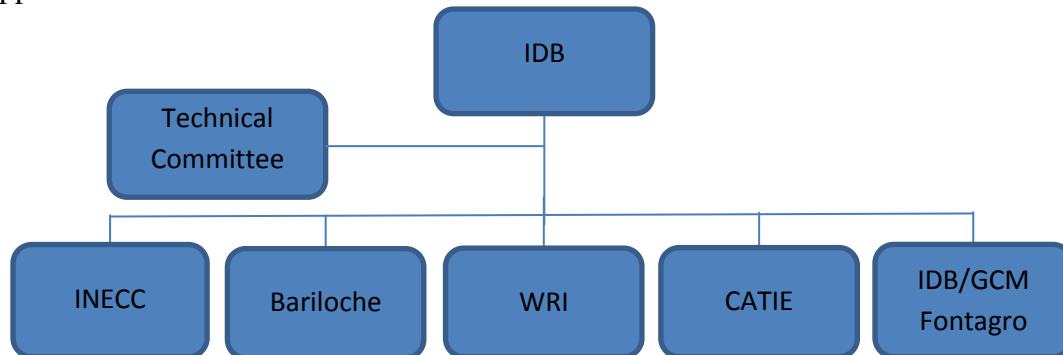 IDB
Technical
Committee
INECC
Bariloche
WRI
CATIE
IDB/GCM
Fontagro